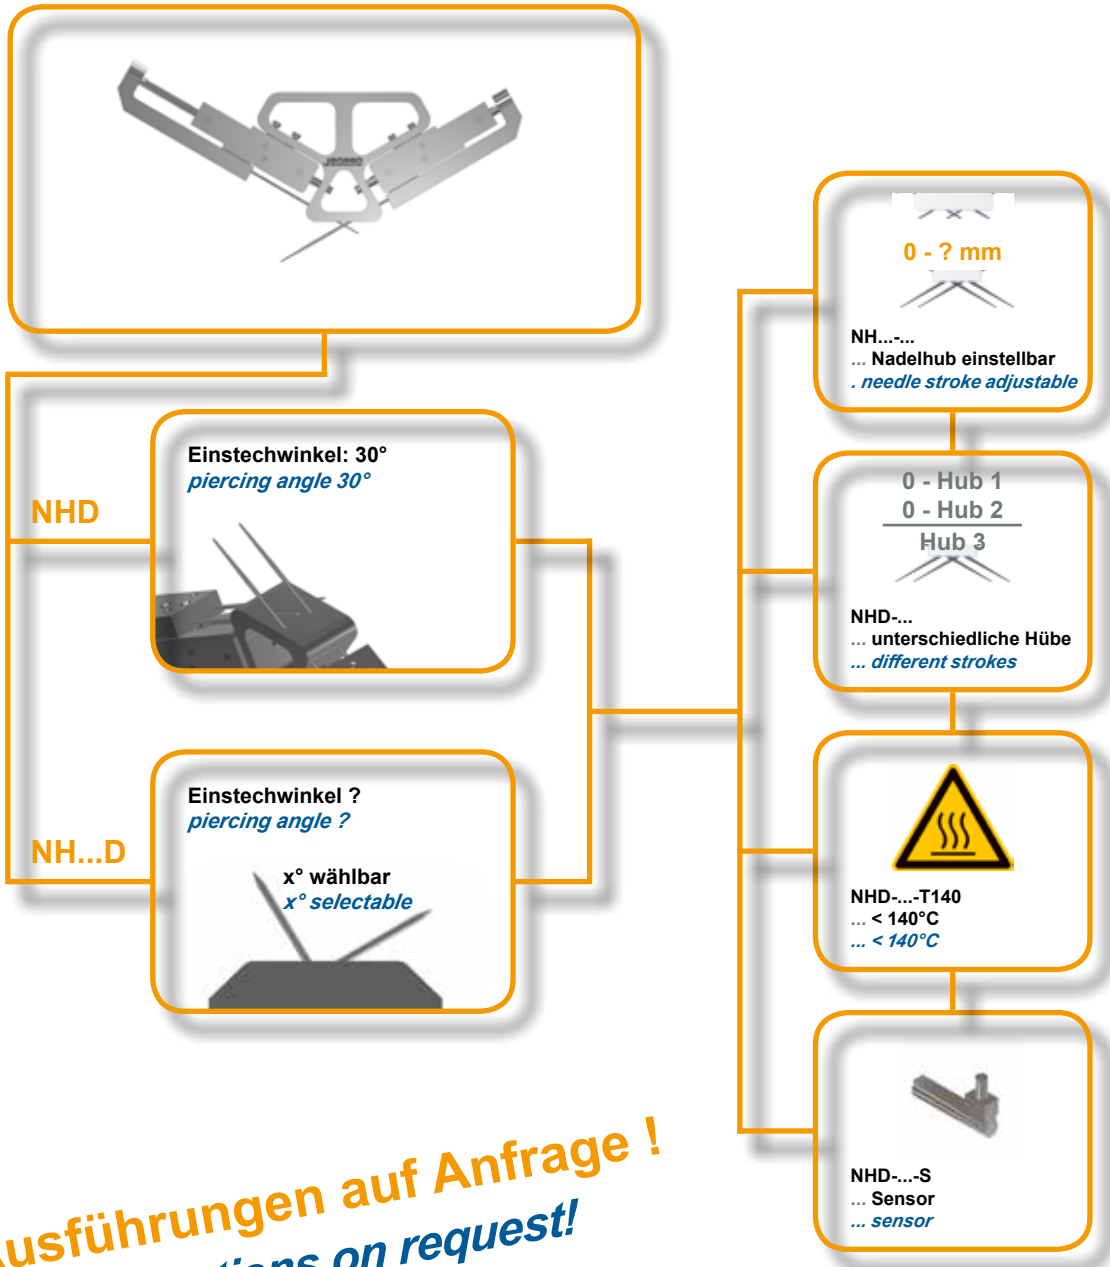 0 - ? mm
NH...-...
... Nadelhub einstellbar
. needle stroke adjustable
Einstechwinkel: 30°
piercing angle 30°
NHD
0 - Hub 1
0 - Hub 2
Hub 3
NHD-...
... unterschiedliche Hübe
... different strokes
Einstechwinkel ?
piercing angle ?
NH...D
x° wählbar
x° selectable
NHD-...-T140
... < 140°C
... < 140°C
NHD-...-S
... Sensor
... sensor
auf Anfrage !
on request!